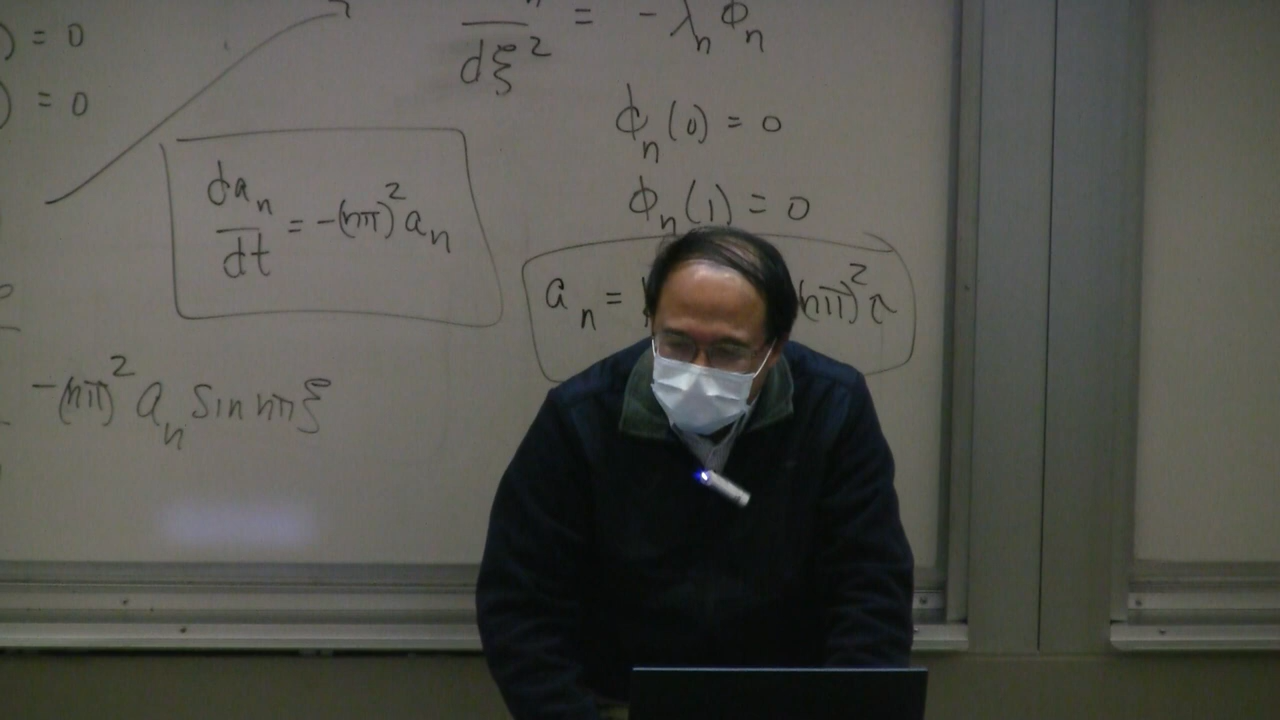 ) = 0
) = 0
dξ² = - λn Φn
ϕn(0) = 0
ϕn(1) = 0
dan/dt = -(nπ)² an
an = (nπ)² τ
-(nπ)² an sin nπξ